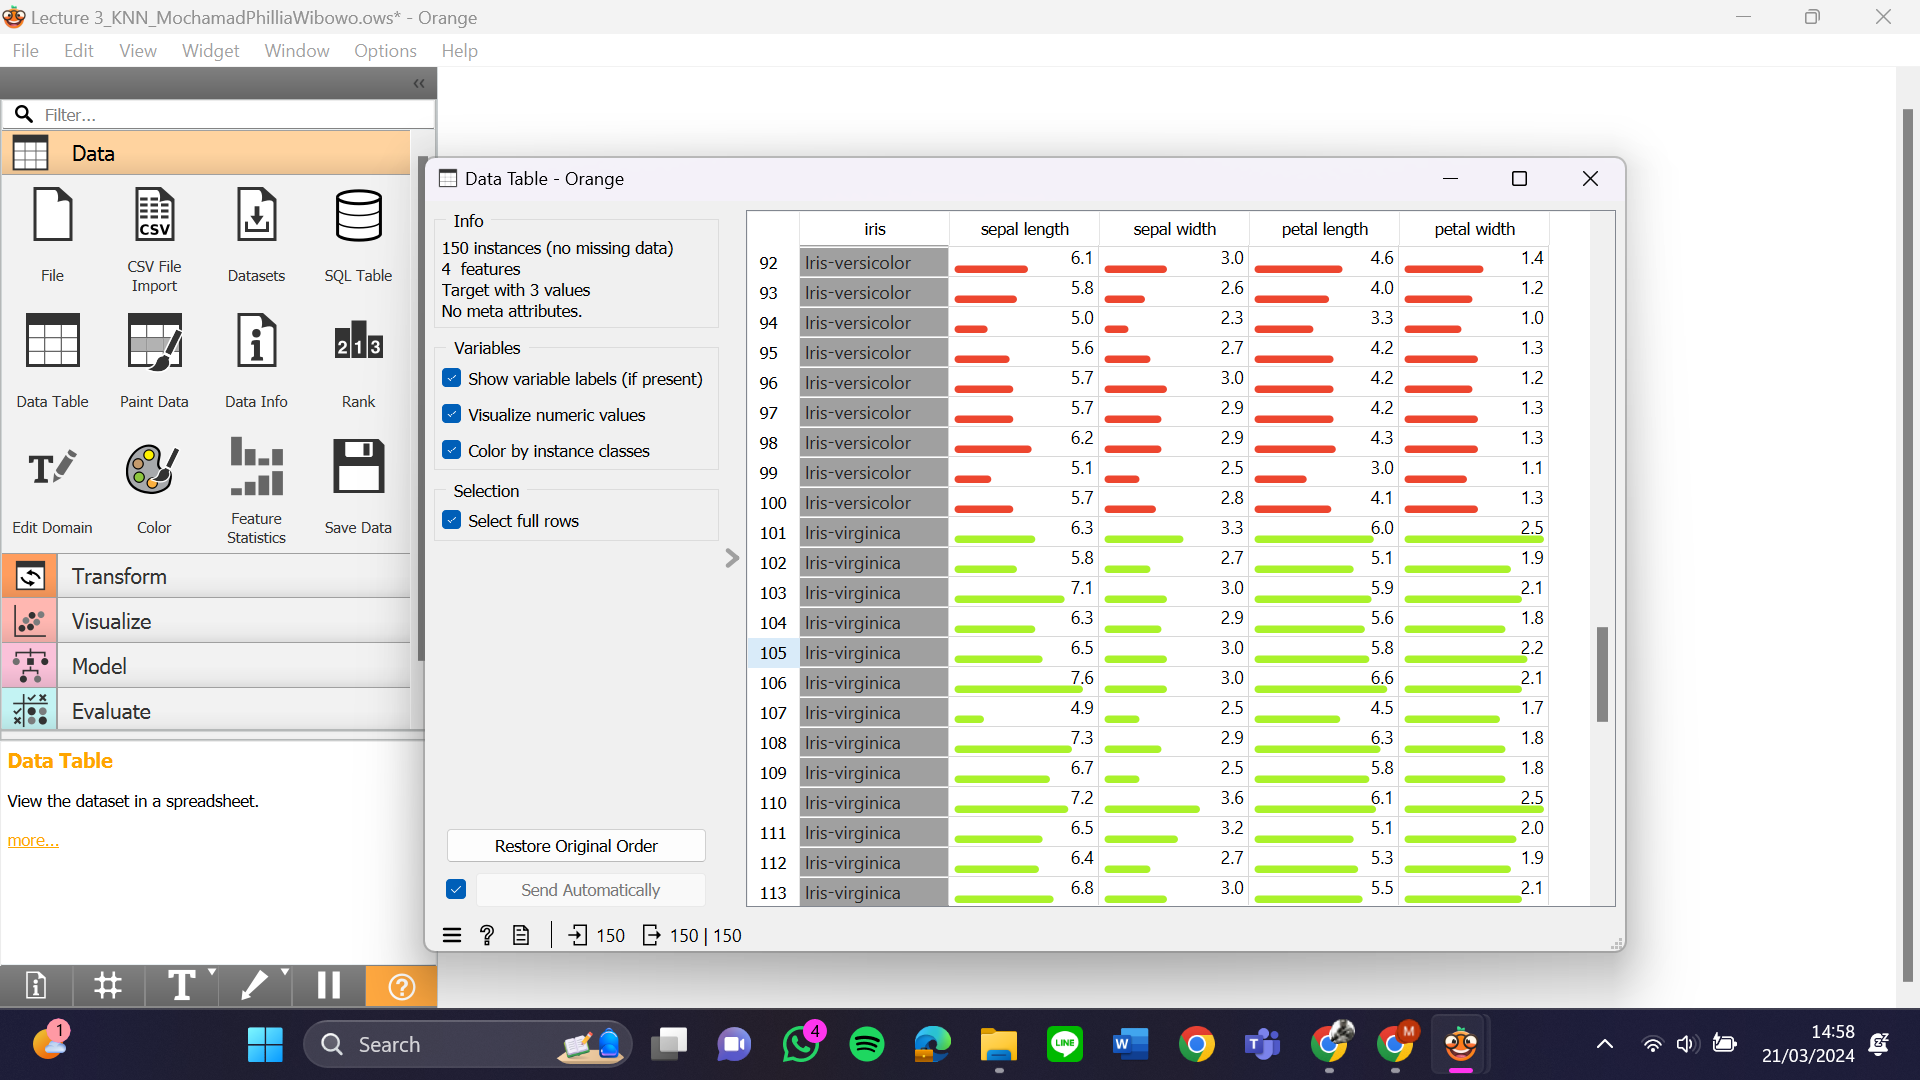 Lecture 3_KNN_MochamadPhilliaWibowo.ows* - Orange
File Edit View Widget Window Options Help
Filter...
Data
File
CSV
CSV File Import
Datasets
SQL Table
Data Table
Paint Data
Data Info
213
Rank
Edit Domain
Color
Feature Statistics
Save Data
Transform
Visualize
Model
Evaluate
Data Table
View the dataset in a spreadsheet.
more...
Data Table - Orange
Info
150 instances (no missing data)
4 features
Target with 3 values
No meta attributes.
Variables
Show variable labels (if present)
Visualize numeric values
Color by instance classes
Selection
Select full rows
Restore Original Order
Send Automatically
150 150 | 150
iris sepal length sepal width petal length petal width
92 Iris-versicolor 6.1 3.0 4.6 1.4
93 Iris-versicolor 5.8 2.6 4.0 1.2
94 Iris-versicolor 5.0 2.3 3.3 1.0
95 Iris-versicolor 5.6 2.7 4.2 1.3
96 Iris-versicolor 5.7 3.0 4.2 1.2
97 Iris-versicolor 5.7 2.9 4.2 1.3
98 Iris-versicolor 6.2 2.9 4.3 1.3
99 Iris-versicolor 5.1 2.5 3.0 1.1
100 Iris-versicolor 5.7 2.8 4.1 1.3
101 Iris-virginica 6.3 3.3 6.0 2.5
102 Iris-virginica 5.8 2.7 5.1 1.9
103 Iris-virginica 7.1 3.0 5.9 2.1
104 Iris-virginica 6.3 2.9 5.6 1.8
105 Iris-virginica 6.5 3.0 5.8 2.2
106 Iris-virginica 7.6 3.0 6.6 2.1
107 Iris-virginica 4.9 2.5 4.5 1.7
108 Iris-virginica 7.3 2.9 6.3 1.8
109 Iris-virginica 6.7 2.5 5.8 1.8
110 Iris-virginica 7.2 3.6 6.1 2.5
111 Iris-virginica 6.5 3.2 5.1 2.0
112 Iris-virginica 6.4 2.7 5.3 1.9
113 Iris-virginica 6.8 3.0 5.5 2.1
1
Search
4
LINE
W
T
M
14:58
21/03/2024